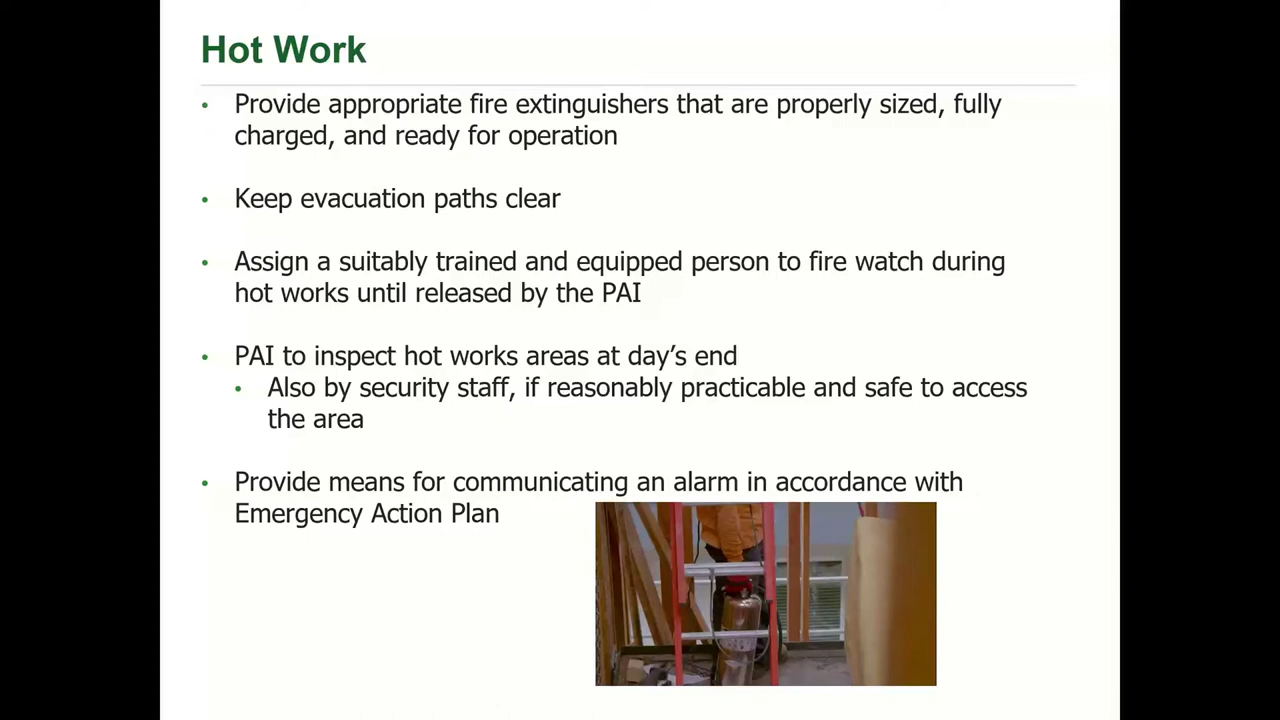 Hot Work
• Provide appropriate fire extinguishers that are properly sized, fully
charged, and ready for operation
• Keep evacuation paths clear
• Assign a suitably trained and equipped person to fire watch during
hot works until released by the PAI
• PAI to inspect hot works areas at day’s end
• Also by security staff, if reasonably practicable and safe to access
the area
• Provide means for communicating an alarm in accordance with
Emergency Action Plan